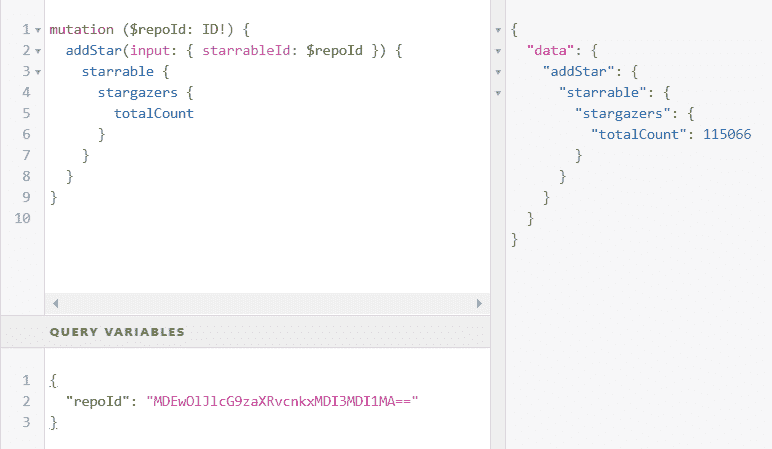 1 mutation ($repoId: ID!) {
2 addStar(input: { starrableId: $repoId }) {
3 starrable {
4 stargazers {
5 totalCount
6 }
7 }
8 }
9 }
10
QUERY VARIABLES
1 {
2 "repoId": "MDEwOlJlcG9zaXRvcnkxMDI3MDI1MA=="
3 }
{
"data": {
"addStar": {
"starrable": {
"stargazers": {
"totalCount": 115066
}
}
}
}
}